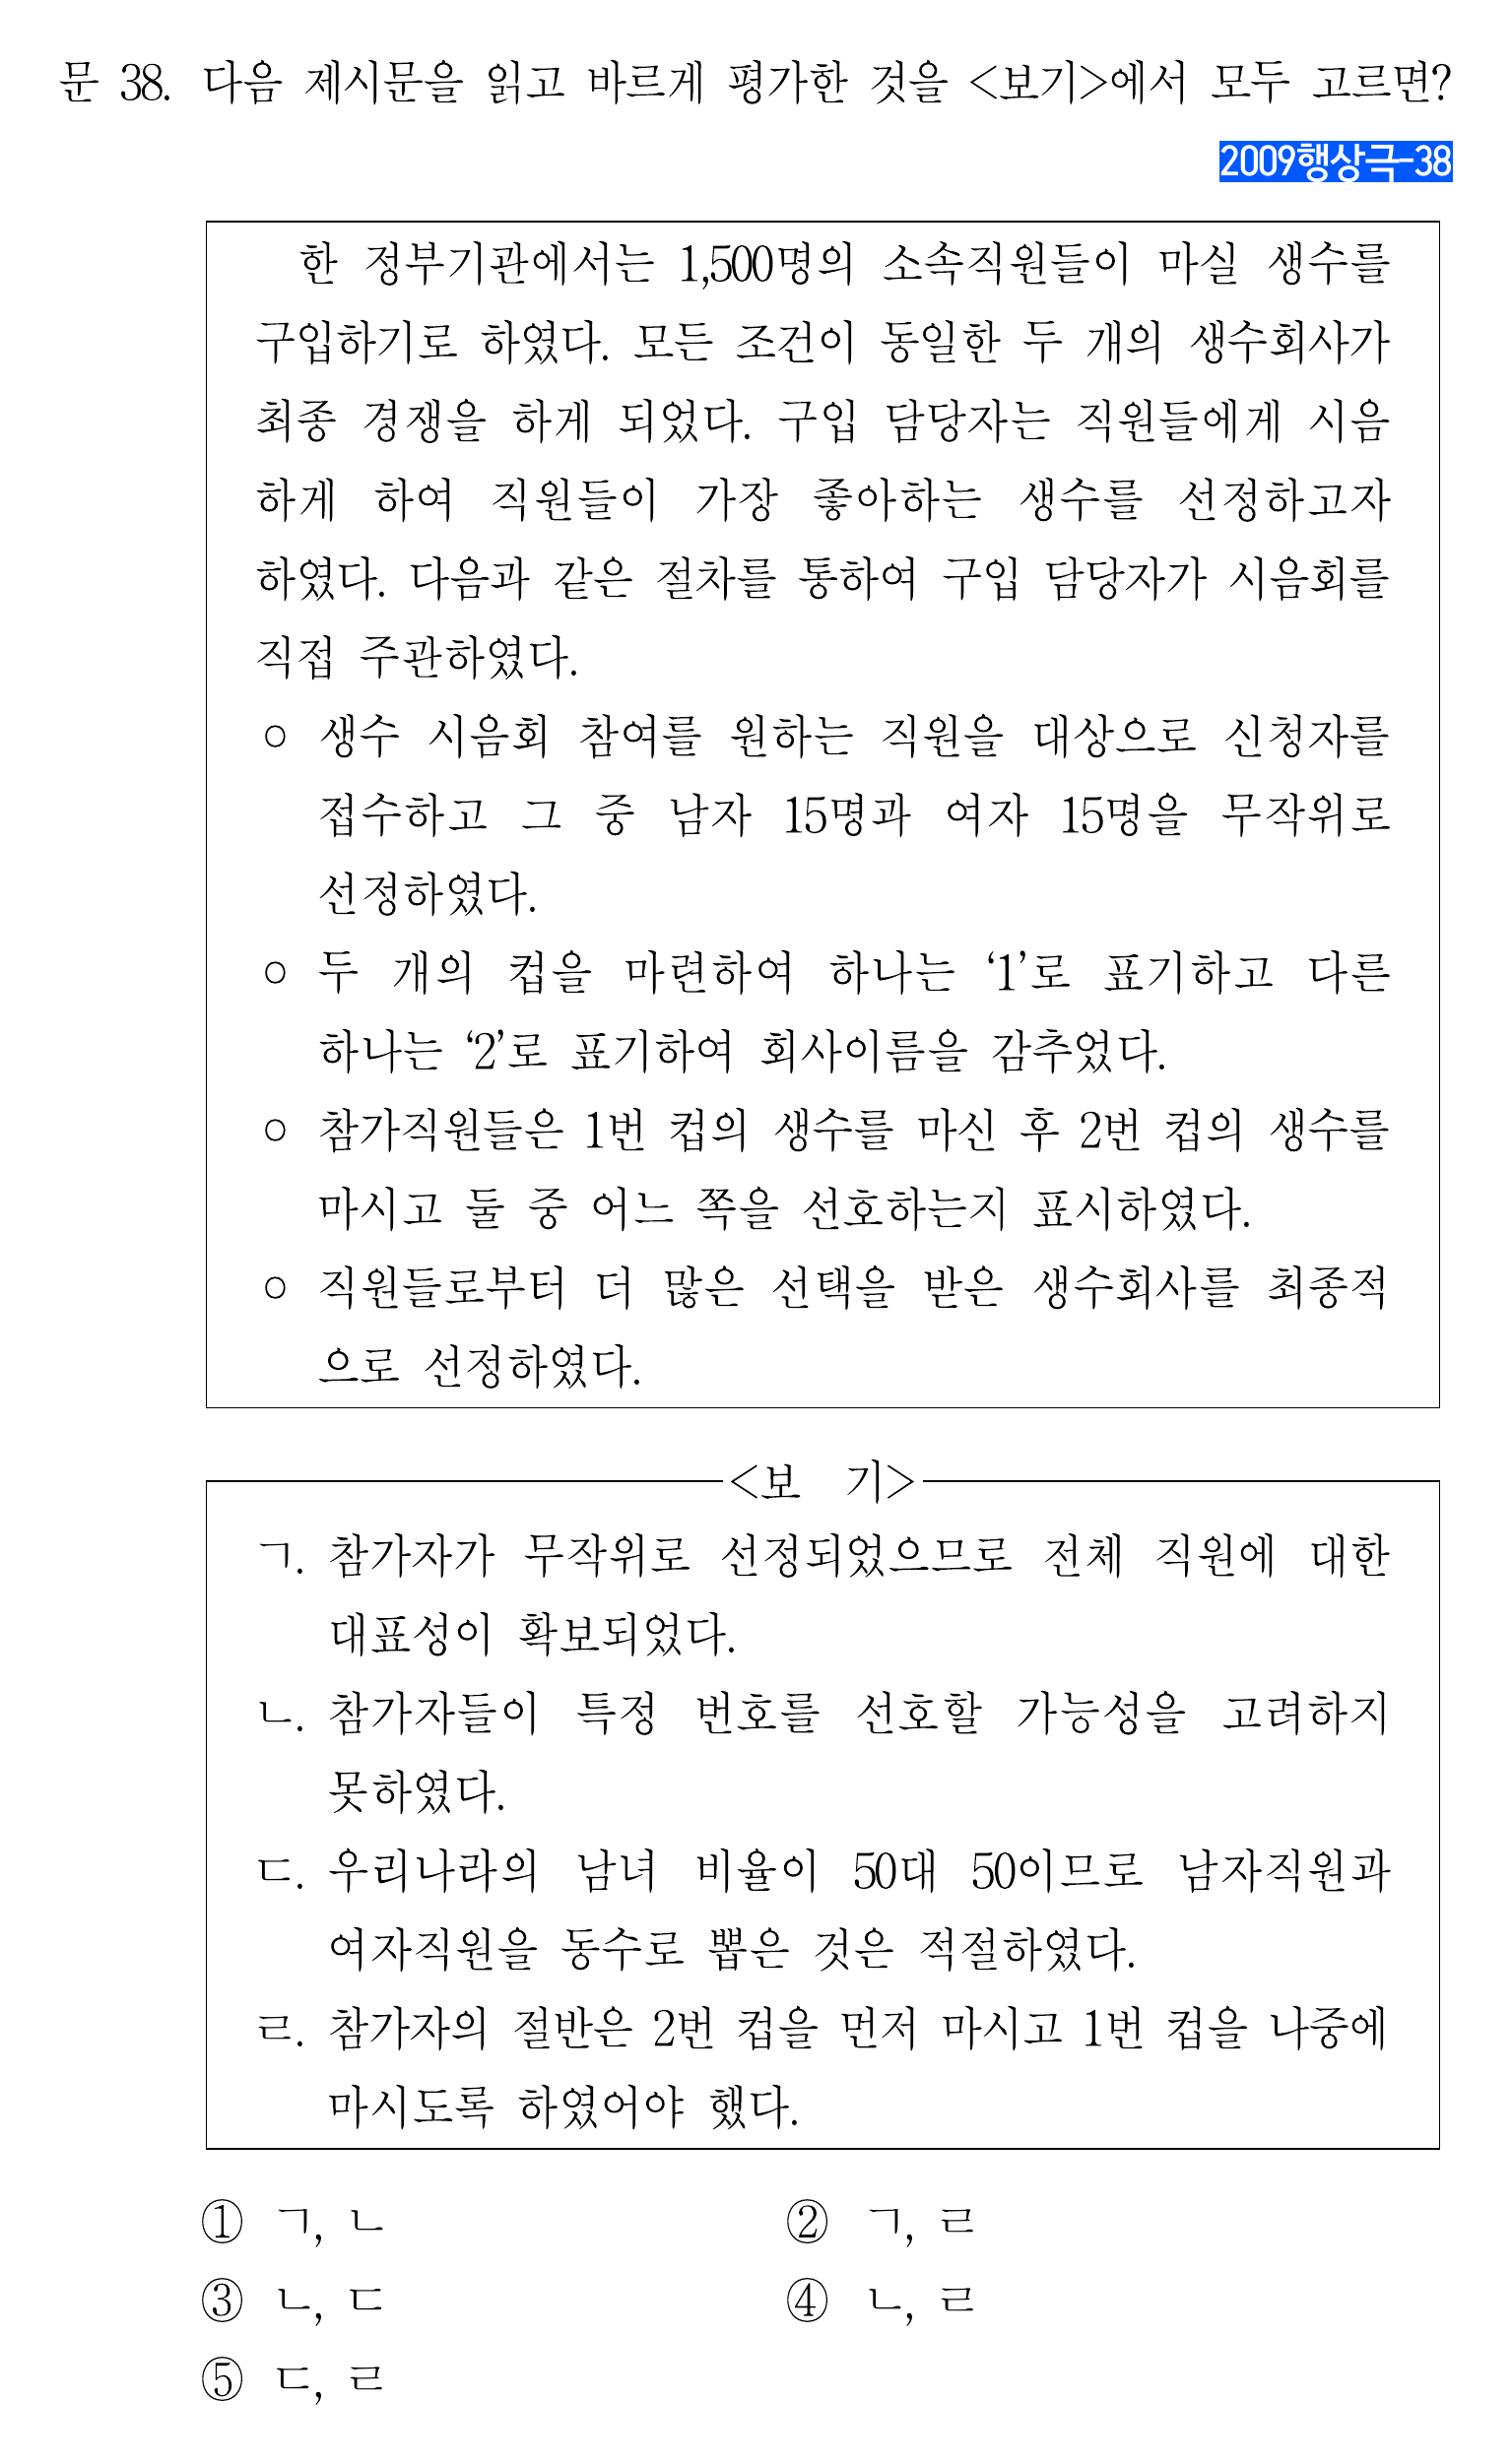 문 38. 다음 제시문을 읽고 바르게 평가한 것을 <보기>에서 모두 고르면?
2009행상극-38
한 정부기관에서는 1,500명의 소속직원들이 마실 생수를
구입하기로 하였다. 모든 조건이 동일한 두 개의 생수회사가
최종 경쟁을 하게 되었다. 구입 담당자는 직원들에게 시음
하게 하여 직원들이 가장 좋아하는 생수를 선정하고자
하였다. 다음과 같은 절차를 통하여 구입 담당자가 시음회를
직접 주관하였다.
○ 생수 시음회 참여를 원하는 직원을 대상으로 신청자를
접수하고 그 중 남자 15명과 여자 15명을 무작위로
선정하였다.
○ 두 개의 컵을 마련하여 하나는 ‘1’로 표기하고 다른
하나는 ‘2’로 표기하여 회사이름을 감추었다.
○ 참가직원들은 1번 컵의 생수를 마신 후 2번 컵의 생수를
마시고 둘 중 어느 쪽을 선호하는지 표시하였다.
○ 직원들로부터 더 많은 선택을 받은 생수회사를 최종적
으로 선정하였다.
<보 기>
ㄱ. 참가자가 무작위로 선정되었으므로 전체 직원에 대한
대표성이 확보되었다.
ㄴ. 참가자들이 특정 번호를 선호할 가능성을 고려하지
못하였다.
ㄷ. 우리나라의 남녀 비율이 50대 50이므로 남자직원과
여자직원을 동수로 뽑은 것은 적절하였다.
ㄹ. 참가자의 절반은 2번 컵을 먼저 마시고 1번 컵을 나중에
마시도록 하였어야 했다.
① ㄱ, ㄴ ② ㄱ, ㄹ
③ ㄴ, ㄷ ④ ㄴ, ㄹ
⑤ ㄷ, ㄹ